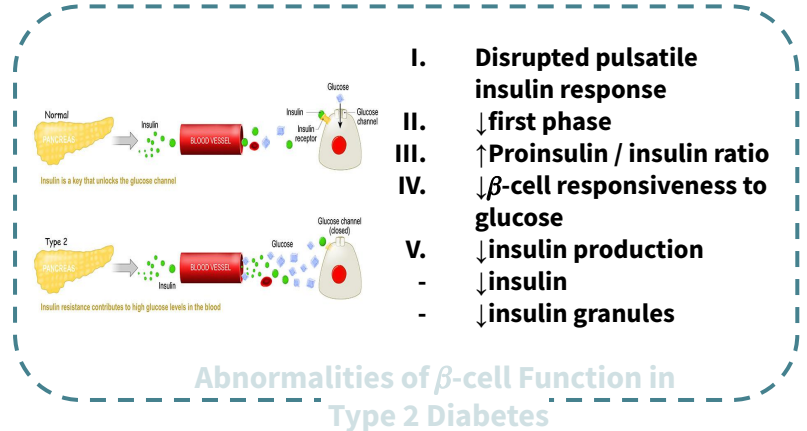 Normal
PANCREAS
Insulin
BLOOD VESSEL
Glucose
Insulin
Glucose
channel
Insulin
receptor
Insulin is a key that unlocks the glucose channel
Type 2
PANCREAS
Insulin
BLOOD VESSEL
Glucose
Glucose channel
(closed)
Insulin resistance contributes to high glucose levels in the blood
I. Disrupted pulsatile
insulin response
II. ↓first phase
III. ↑Proinsulin / insulin ratio
IV. ↓β-cell responsiveness to
glucose
V. ↓insulin production
- ↓insulin
- ↓insulin granules
Abnormalities of β-cell Function in
Type 2 Diabetes